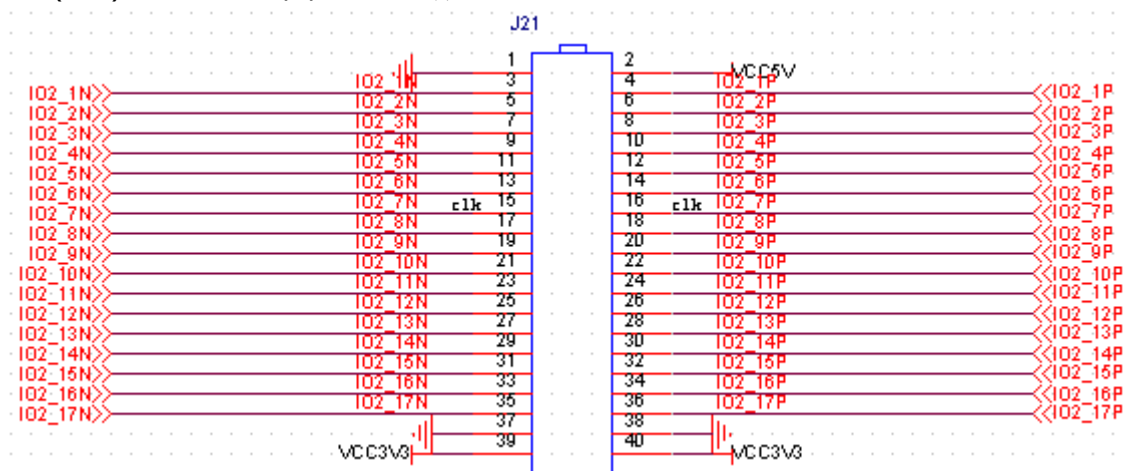 J21
1 2
VCC5V
IO2_1N 3 4 IO2_1P
IO2_1N IO2_1P
IO2_2N 5 6 IO2_2P
IO2_2N IO2_2P
IO2_3N 7 8 IO2_3P
IO2_3N IO2_3P
IO2_4N 9 10 IO2_4P
IO2_4N IO2_4P
IO2_5N 11 12 IO2_5P
IO2_5N IO2_5P
IO2_6N 13 14 IO2_6P
IO2_6N IO2_6P
IO2_7N clk 15 16 clk IO2_7P
IO2_7N IO2_7P
IO2_8N 17 18 IO2_8P
IO2_8N IO2_8P
IO2_9N 19 20 IO2_9P
IO2_9N IO2_9P
IO2_10N 21 22 IO2_10P
IO2_10N IO2_10P
IO2_11N 23 24 IO2_11P
IO2_11N IO2_11P
IO2_12N 25 26 IO2_12P
IO2_12N IO2_12P
IO2_13N 27 28 IO2_13P
IO2_13N IO2_13P
IO2_14N 29 30 IO2_14P
IO2_14N IO2_14P
IO2_15N 31 32 IO2_15P
IO2_15N IO2_15P
IO2_16N 33 34 IO2_16P
IO2_16N IO2_16P
IO2_17N 35 36 IO2_17P
IO2_17N IO2_17P
37 38
39 40
VCC3V3 VCC3V3